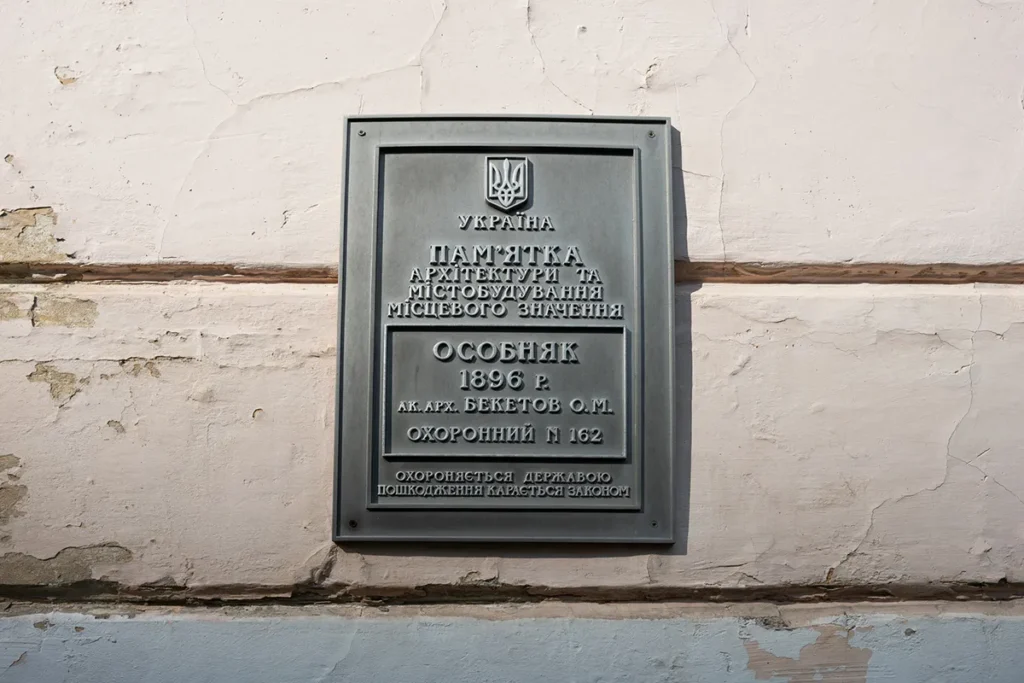 УКРАЇНА
ПАМ'ЯТКА
АРХІТЕКТУРИ ТА
МІСТОБУДУВАННЯ
МІСЦЕВОГО ЗНАЧЕННЯ
ОСОБНЯК
1896 Р.
АК. АРХ. БЕКЕТОВ О.М.
ОХОРОННИЙ N 162
ОХОРОНЯЄТЬСЯ ДЕРЖАВОЮ
ПОШКОДЖЕННЯ КАРАЄТЬСЯ ЗАКОНОМ